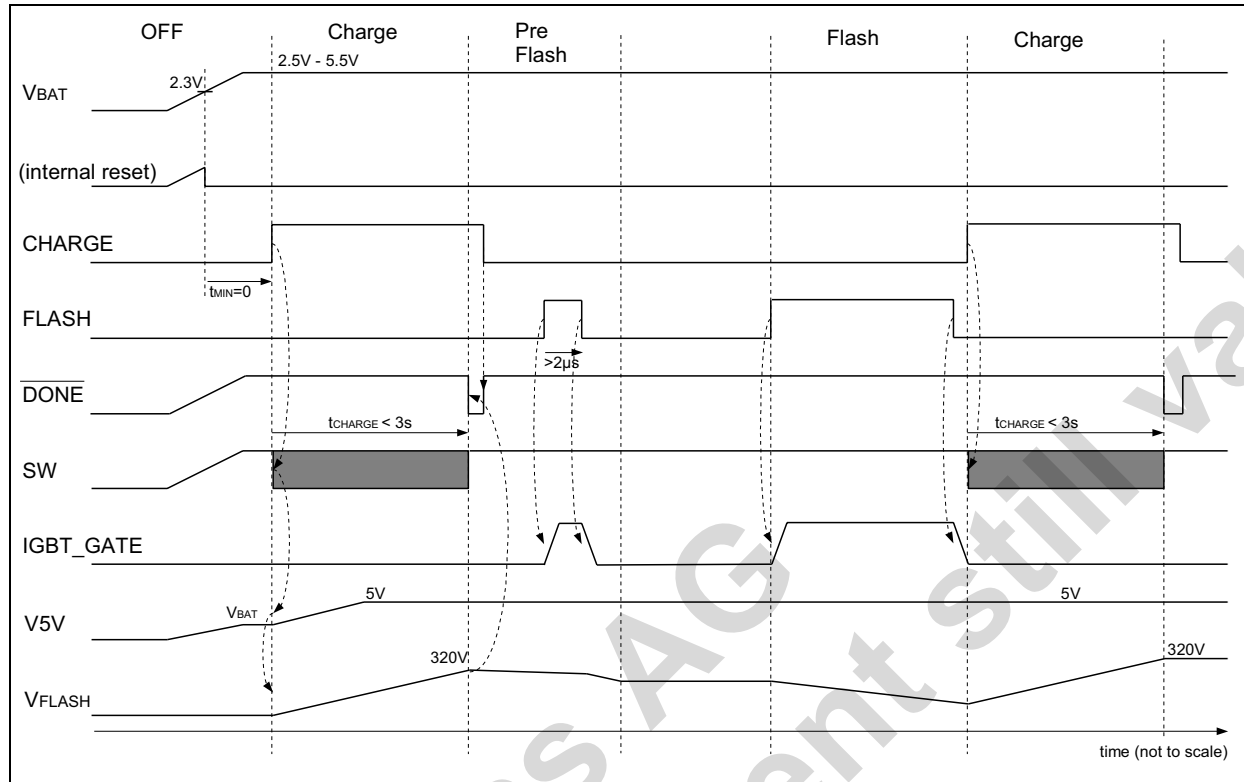 OFF
Charge
Pre
Flash
Flash
Charge
2.5V - 5.5V
2.3V
VBAT
(internal reset)
CHARGE
tMIN=0
FLASH
>2µs
DONE
tCHARGE < 3s
tCHARGE < 3s
SW
IGBT_GATE
VBAT
5V
5V
V5V
320V
320V
VFLASH
time (not to scale)
AG
still